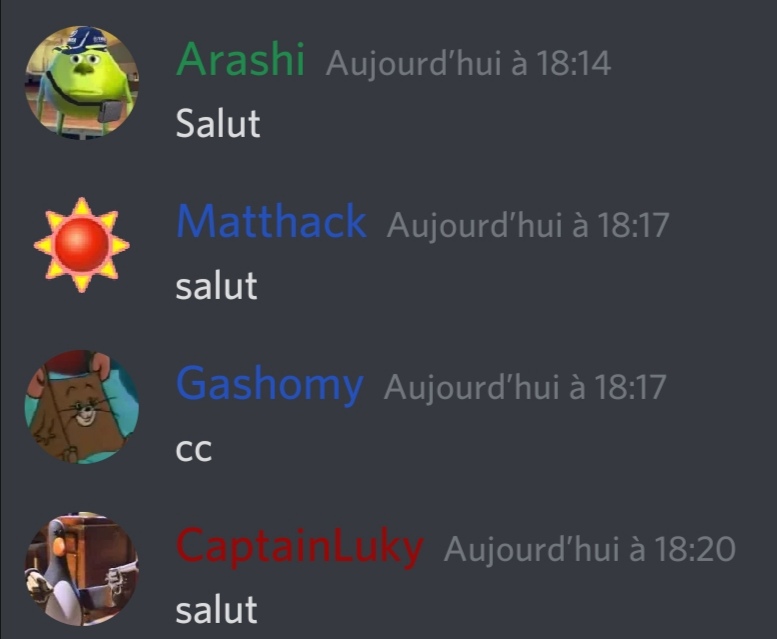 Arashi Aujourd'hui à 18:14
Salut
Matthack Aujourd'hui à 18:17
salut
Gashomy Aujourd'hui à 18:17
cc
CaptainLuky Aujourd'hui à 18:20
salut